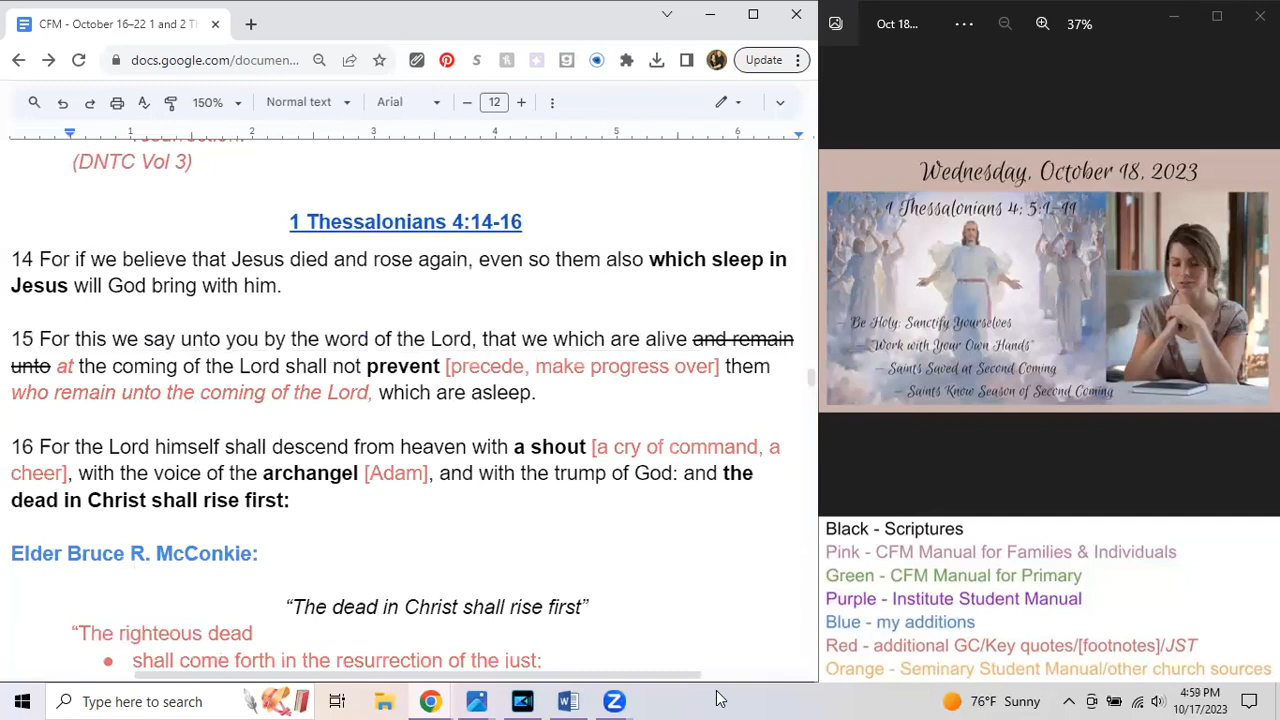 CFM - October 16–22 1 and 2 Th
docs.google.com/documen...
Update
150%
Normal text
Arial
12
1
2
3
4
5
6
(DNTC Vol 3)
1 Thessalonians 4:14-16
14 For if we believe that Jesus died and rose again, even so them also which sleep in
Jesus will God bring with him.
15 For this we say unto you by the word of the Lord, that we which are alive and remain
unto at the coming of the Lord shall not prevent [precede, make progress over] them
who remain unto the coming of the Lord, which are asleep.
16 For the Lord himself shall descend from heaven with a shout [a cry of command, a
cheer], with the voice of the archangel [Adam], and with the trump of God: and the
dead in Christ shall rise first:
Elder Bruce R. McConkie:
“The dead in Christ shall rise first”
“The righteous dead
● shall come forth in the resurrection of the just:
Oct 18...
37%
Wednesday, October 18, 2023
1 Thessalonians 4; 5:1-11
– Be Holy: Sanctify Yourselves
– "Work with Your Own Hands"
– Saints Saved at Second Coming
– Saints Know Season of Second Coming
Black - Scriptures
Pink - CFM Manual for Families & Individuals
Green - CFM Manual for Primary
Purple - Institute Student Manual
Blue - my additions
Red - additional GC/Key quotes/[footnotes]/JST
Orange - Seminary Student Manual/other church sources
Type here to search
76°F Sunny
4:59 PM
10/17/2023